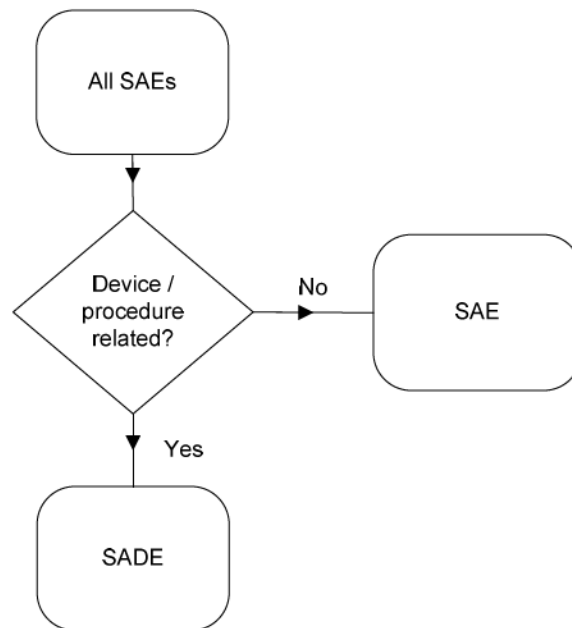 All SAEs
Device /
procedure
related?
No
SAE
Yes
SADE